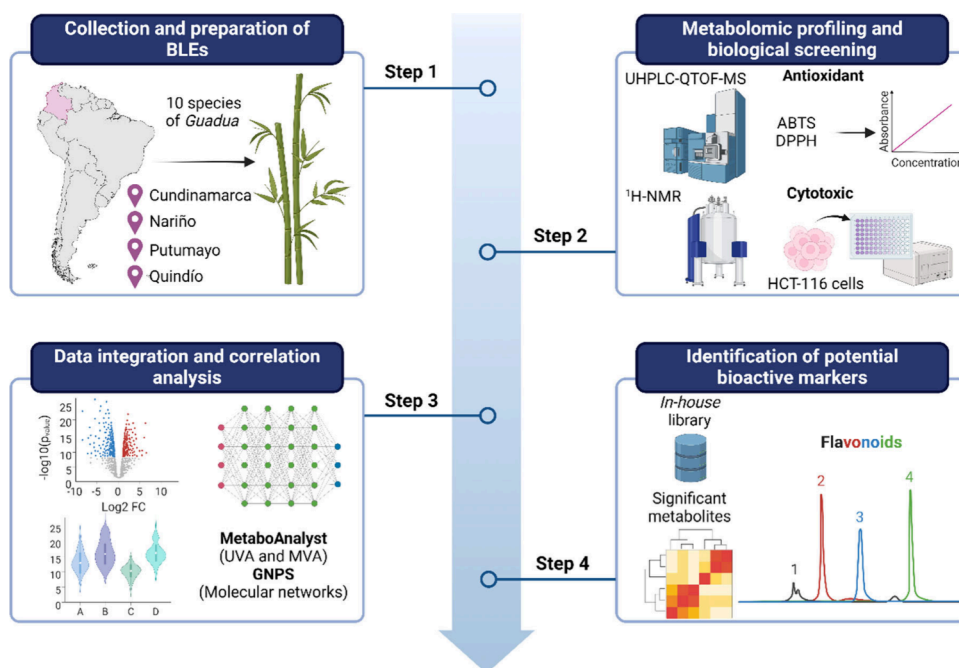 Collection and preparation of
BLEs
Step 1
10 species
of Guadua
Cundinamarca
Nariño
Putumayo
Quindío
Metabolomic profiling and
biological screening
Step 2
UHPLC-QTOF-MS
Antioxidant
ABTS
DPPH
Absorbance
Concentration
¹H-NMR
Cytotoxic
HCT-116 cells
Data integration and correlation
analysis
Step 3
-log10(pvalue)
25
20
15
10
5
0
-10 -5 0 5 10
Log2 FC
25
20
15
10
5
0
A B C D
MetaboAnalyst
(UVA and MVA)
GNPS
(Molecular networks)
Identification of potential
bioactive markers
Step 4
In-house
library
Significant
metabolites
Flavonoids
1
2
3
4